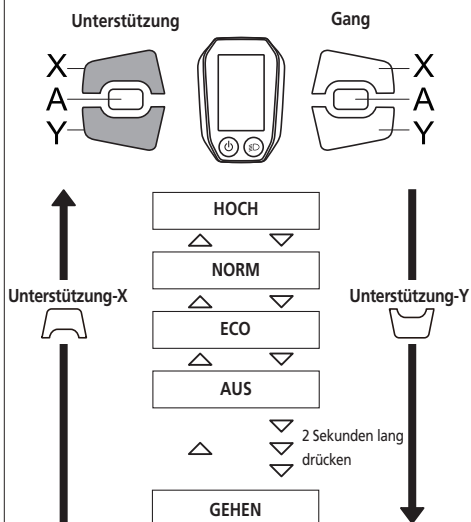 Unterstützung Gang
X X
A A
Y Y
HOCH
NORM
Unterstützung-X Unterstützung-Y
ECO
AUS
2 Sekunden lang
drücken
GEHEN